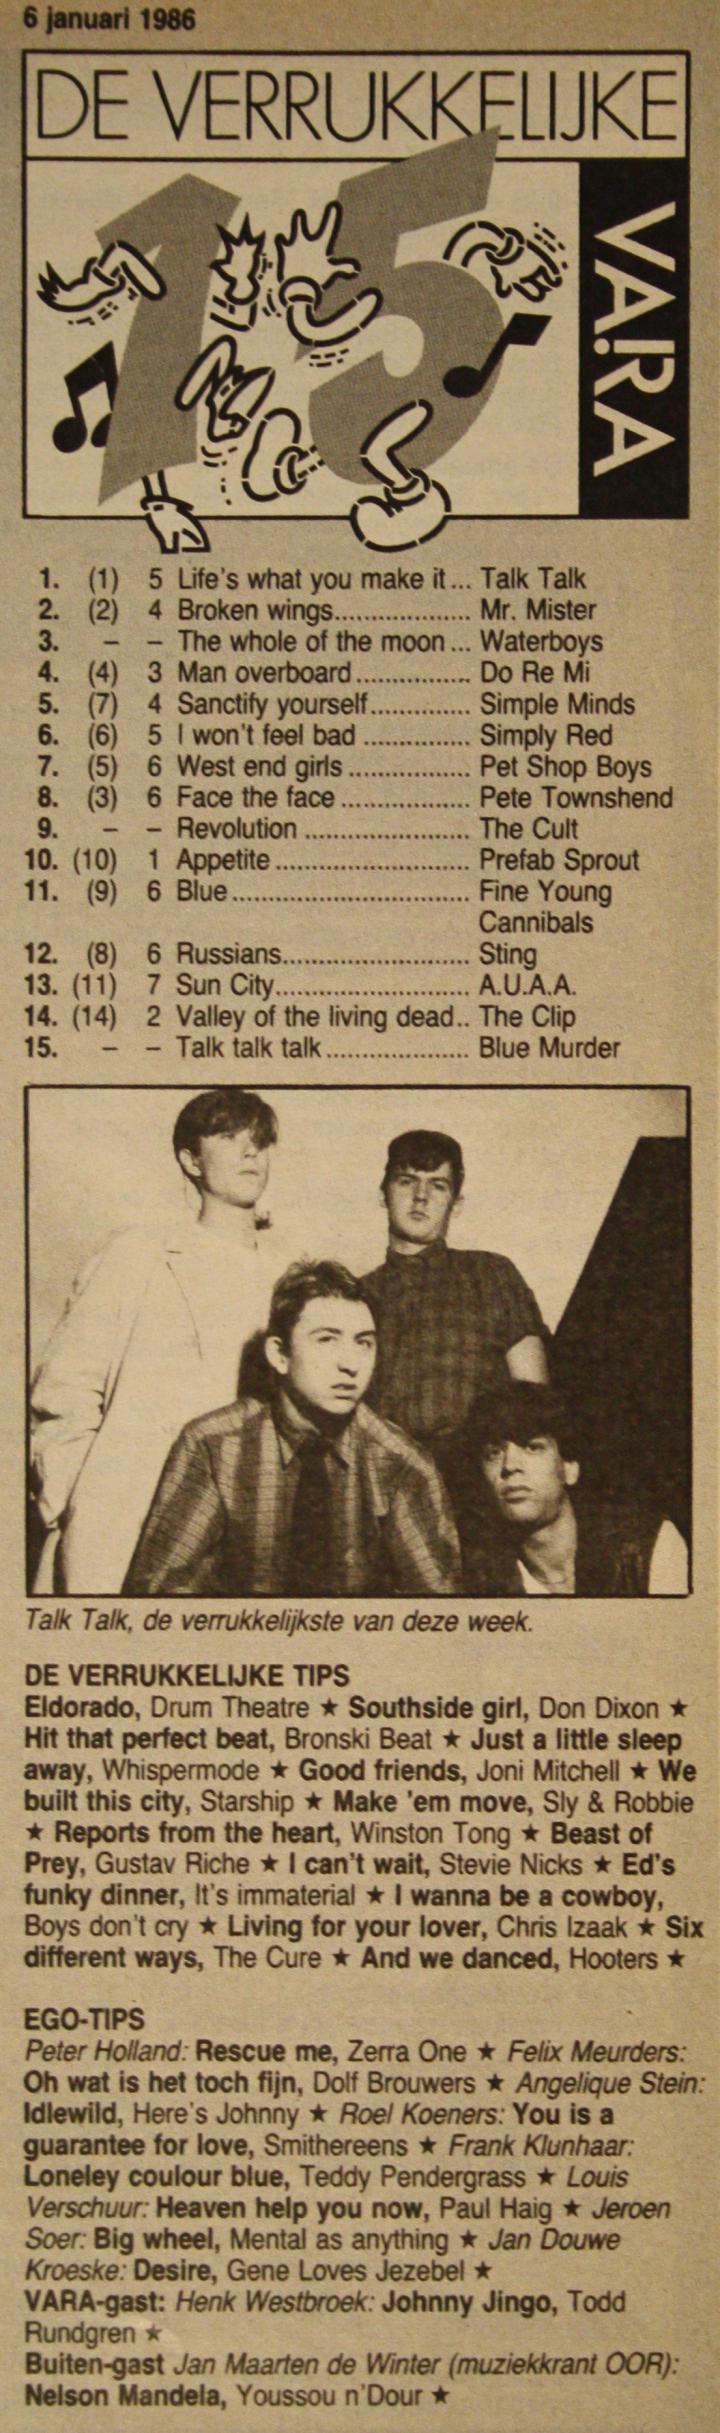 6 januari 1986
DE VERRUKKELIJKE
15
VARA
1. (1) 5 Life's what you make it ... Talk Talk
2. (2) 4 Broken wings.................... Mr. Mister
3. – – The whole of the moon ... Waterboys
4. (4) 3 Man overboard ................ Do Re Mi
5. (7) 4 Sanctify yourself.............. Simple Minds
6. (6) 5 I won't feel bad ............... Simply Red
7. (5) 6 West end girls ................. Pet Shop Boys
8. (3) 6 Face the face .................. Pete Townshend
9. – – Revolution ....................... The Cult
10. (10) 1 Appetite ........................... Prefab Sprout
11. (9) 6 Blue ................................. Fine Young
Cannibals
12. (8) 6 Russians.......................... Sting
13. (11) 7 Sun City........................... A.U.A.A.
14. (14) 2 Valley of the living dead.. The Clip
15. – – Talk talk talk .................... Blue Murder
Talk Talk, de verrukkelijkste van deze week.
DE VERRUKKELIJKE TIPS
Eldorado, Drum Theatre ★ Southside girl, Don Dixon ★
Hit that perfect beat, Bronski Beat ★ Just a little sleep
away, Whispermode ★ Good friends, Joni Mitchell ★ We
built this city, Starship ★ Make 'em move, Sly & Robbie
★ Reports from the heart, Winston Tong ★ Beast of
Prey, Gustav Riche ★ I can't wait, Stevie Nicks ★ Ed's
funky dinner, It's immaterial ★ I wanna be a cowboy,
Boys don't cry ★ Living for your lover, Chris Izaak ★ Six
different ways, The Cure ★ And we danced, Hooters ★
EGO-TIPS
Peter Holland: Rescue me, Zerra One ★ Felix Meurders:
Oh wat is het toch fijn, Dolf Brouwers ★ Angelique Stein:
Idlewild, Here's Johnny ★ Roel Koeners: You is a
guarantee for love, Smithereens ★ Frank Klunhaar:
Loneley coulour blue, Teddy Pendergrass ★ Louis
Verschuur: Heaven help you now, Paul Haig ★ Jeroen
Soer: Big wheel, Mental as anything ★ Jan Douwe
Kroeske: Desire, Gene Loves Jezebel ★
VARA-gast: Henk Westbroek: Johnny Jingo, Todd
Rundgren ★
Buiten-gast Jan Maarten de Winter (muziekkrant OOR):
Nelson Mandela, Youssou n'Dour ★